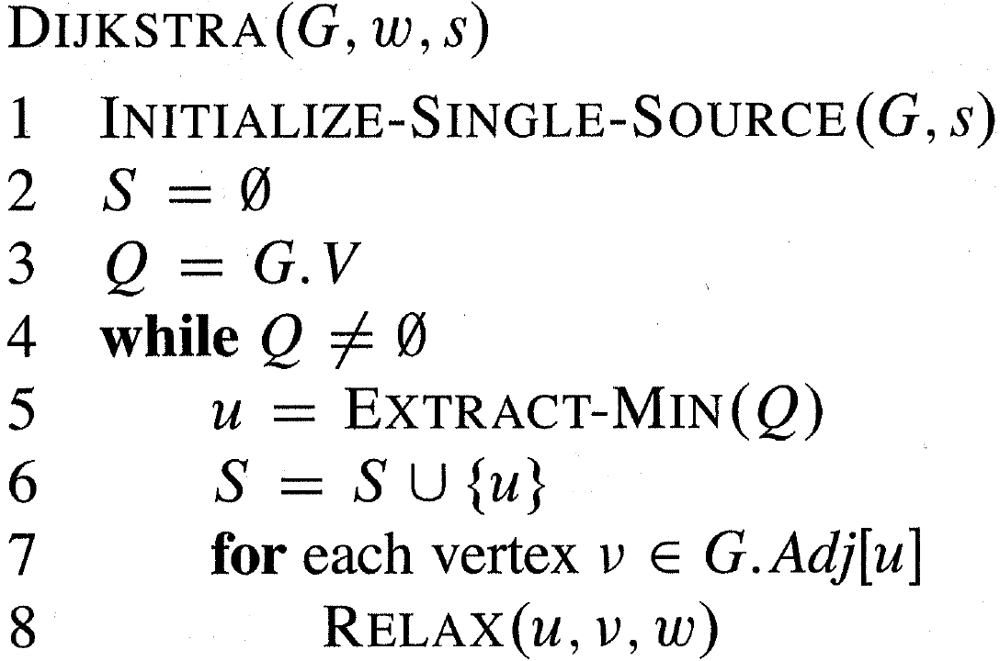 DIJKSTRA(G, w, s)
1 INITIALIZE-SINGLE-SOURCE(G, s)
2 S = ∅
3 Q = G.V
4 while Q ≠ ∅
5 u = EXTRACT-MIN(Q)
6 S = S ∪ {u}
7 for each vertex v ∈ G.Adj[u]
8 RELAX(u, v, w)